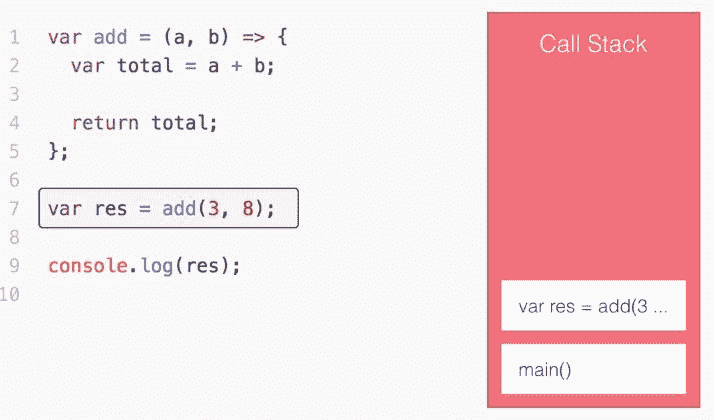 1 var add = (a, b) => {
2 var total = a + b;
3
4 return total;
5 };
6
7 var res = add(3, 8);
8
9 console.log(res);
10
Call Stack
var res = add(3 ...
main()